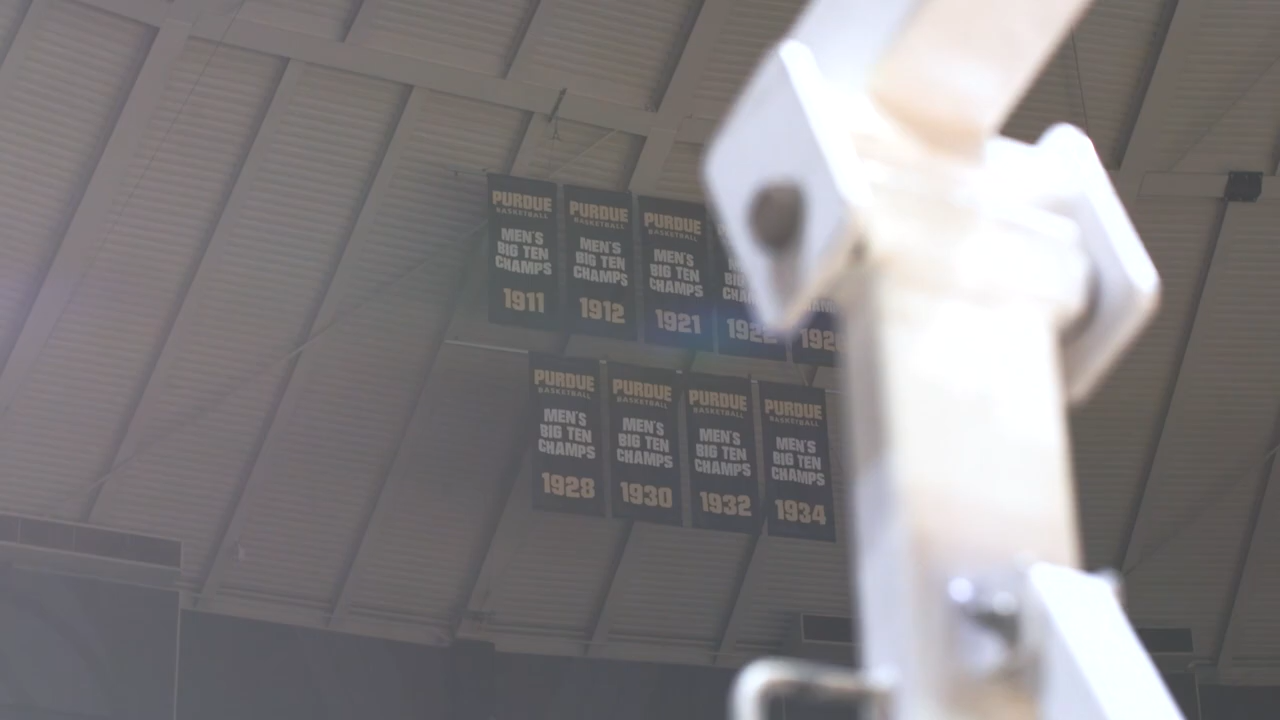 PURDUE
BASKETBALL
MEN'S
BIG TEN
CHAMPS
1911
PURDUE
BASKETBALL
MEN'S
BIG TEN
CHAMPS
1912
PURDUE
BASKETBALL
MEN'S
BIG TEN
CHAMPS
1921
1922
PURDUE
BASKETBALL
MEN'S
BIG TEN
CHAMPS
1928
PURDUE
BASKETBALL
MEN'S
BIG TEN
CHAMPS
1930
PURDUE
BASKETBALL
MEN'S
BIG TEN
CHAMPS
1932
PURDUE
BASKETBALL
MEN'S
BIG TEN
CHAMPS
1934